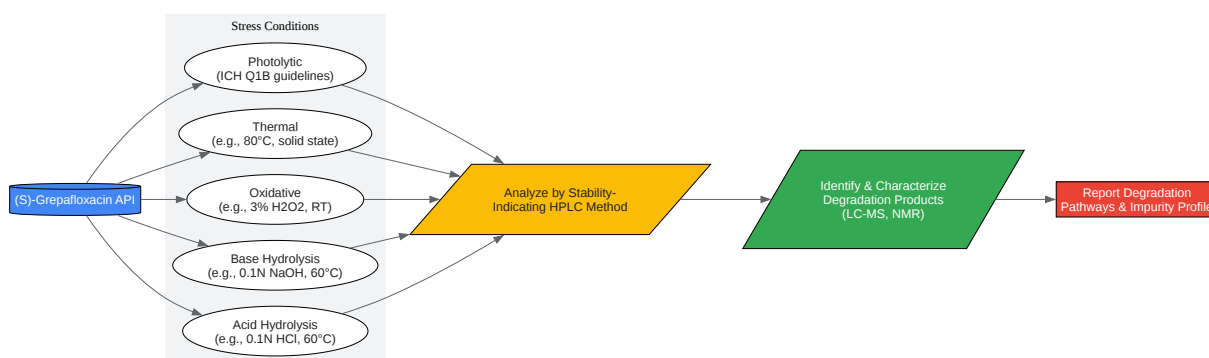 Stress Conditions
Photolytic
(ICH Q1B guidelines)
Thermal
(e.g., 80°C, solid state)
(S)-Grepafloxacin API
Oxidative
(e.g., 3% H2O2, RT)
Base Hydrolysis
(e.g., 0.1N NaOH, 60°C)
Acid Hydrolysis
(e.g., 0.1N HCl, 60°C)
Analyze by Stability-
Indicating HPLC Method
Identify & Characterize
Degradation Products
(LC-MS, NMR)
Report Degradation
Pathways & Impurity Profile